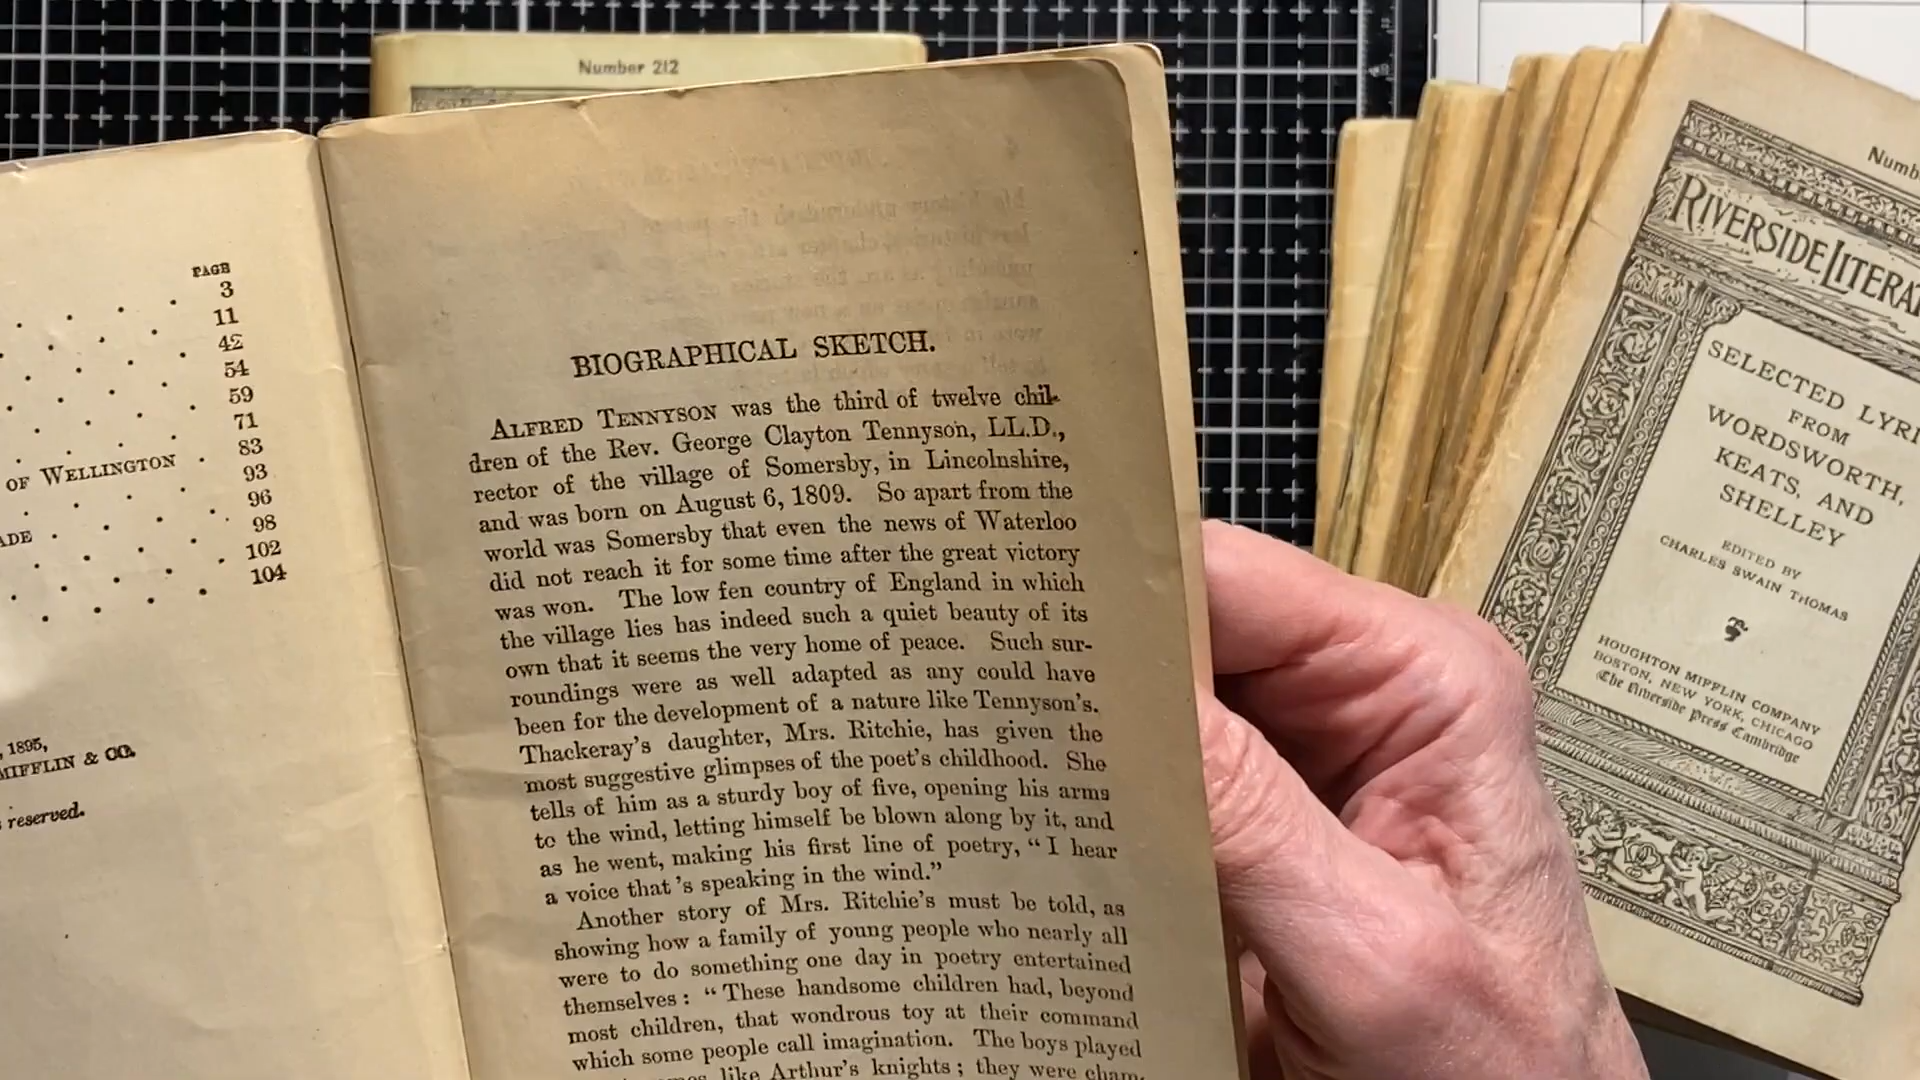 Number 212
PAGE
3
11
42
54
59
71
OF WELLINGTON . 83
93
ADE 96
98
102
104
, 1895,
MIFFLIN & CO.
reserved.
BIOGRAPHICAL SKETCH.
ALFRED TENNYSON was the third of twelve chil-
dren of the Rev. George Clayton Tennyson, LL.D.,
rector of the village of Somersby, in Lincolnshire,
and was born on August 6, 1809. So apart from the
world was Somersby that even the news of Waterloo
did not reach it for some time after the great victory
was won. The low fen country of England in which
the village lies has indeed such a quiet beauty of its
own that it seems the very home of peace. Such sur-
roundings were as well adapted as any could have
been for the development of a nature like Tennyson's.
Thackeray's daughter, Mrs. Ritchie, has given the
most suggestive glimpses of the poet's childhood. She
tells of him as a sturdy boy of five, opening his arms
to the wind, letting himself be blown along by it, and
as he went, making his first line of poetry, "I hear
a voice that 's speaking in the wind."
Another story of Mrs. Ritchie's must be told, as
showing how a family of young people who nearly all
were to do something one day in poetry entertained
themselves: "These handsome children had, beyond
most children, that wondrous toy at their command
which some people call imagination. The boys played
like Arthur's knights; they were cham-
Numb
RIVERSIDE LITERA
SELECTED LYRI
FROM
WORDSWORTH,
KEATS, AND
SHELLEY
EDITED BY
CHARLES SWAIN THOMAS
HOUGHTON MIFFLIN COMPANY
BOSTON, NEW YORK, CHICAGO
The Riverside Press Cambridge